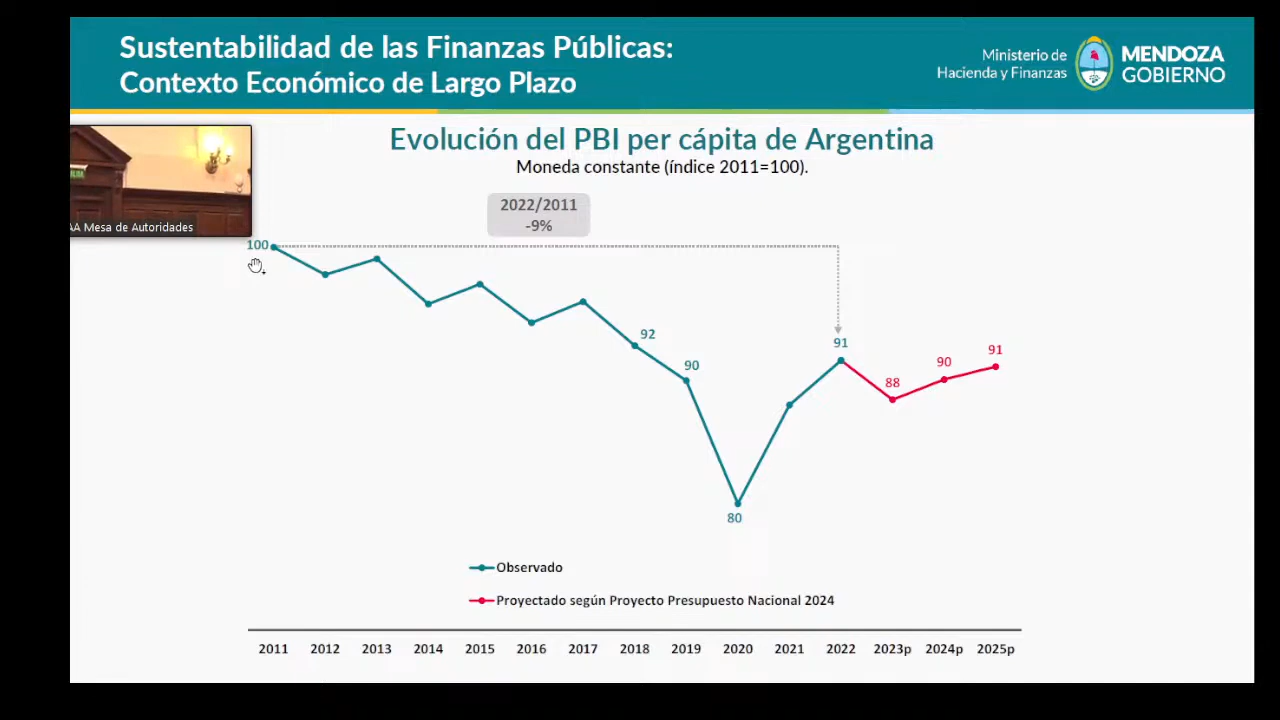 Sustentabilidad de las Finanzas Públicas:
Contexto Económico de Largo Plazo
Ministerio de
Hacienda y Finanzas
MENDOZA
GOBIERNO
Evolución del PBI per cápita de Argentina
Moneda constante (índice 2011=100).
AA Mesa de Autoridades
2022/2011
-9%
100
92
90
80
91
88
90
91
Observado
Proyectado según Proyecto Presupuesto Nacional 2024
2011 2012 2013 2014 2015 2016 2017 2018 2019 2020 2021 2022 2023p 2024p 2025p